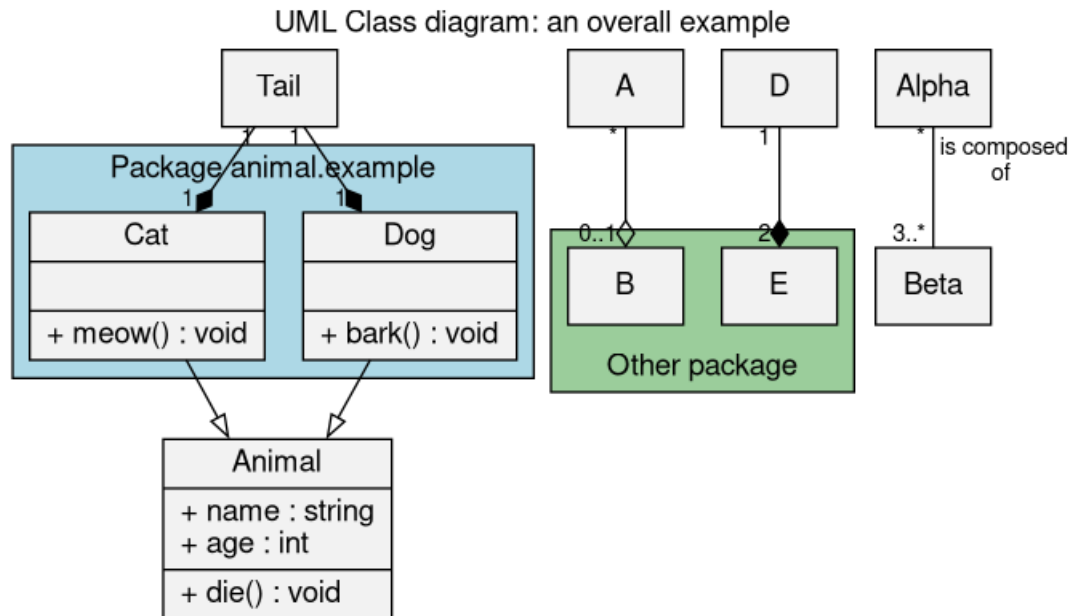 UML Class diagram: an overall example
Tail
A
D
Alpha
1
1
*
1
*
is composed
of
Package animal.example
1
1
Cat
Dog
0..1
2
3..*
B
E
Beta
+ meow() : void
+ bark() : void
Other package
Animal
+ name : string
+ age : int
+ die() : void